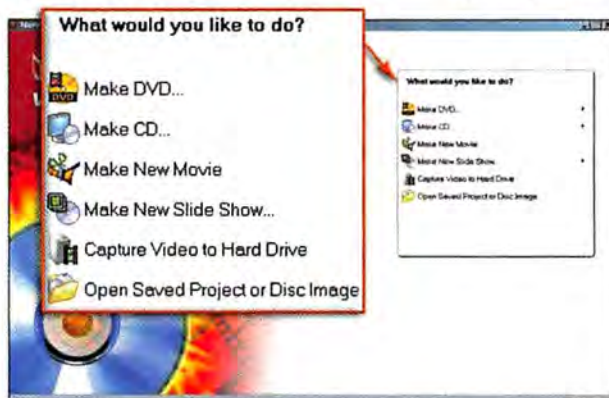 What would you like to do?
Make DVD...
Make CD...
Make New Movie
Make New Slide Show...
Capture Video to Hard Drive
Open Saved Project or Disc Image
What would you like to do?
Make DVD...
Make CD...
Make New Movie
Make New Slide Show...
Capture Video to Hard Drive
Open Saved Project or Disc Image